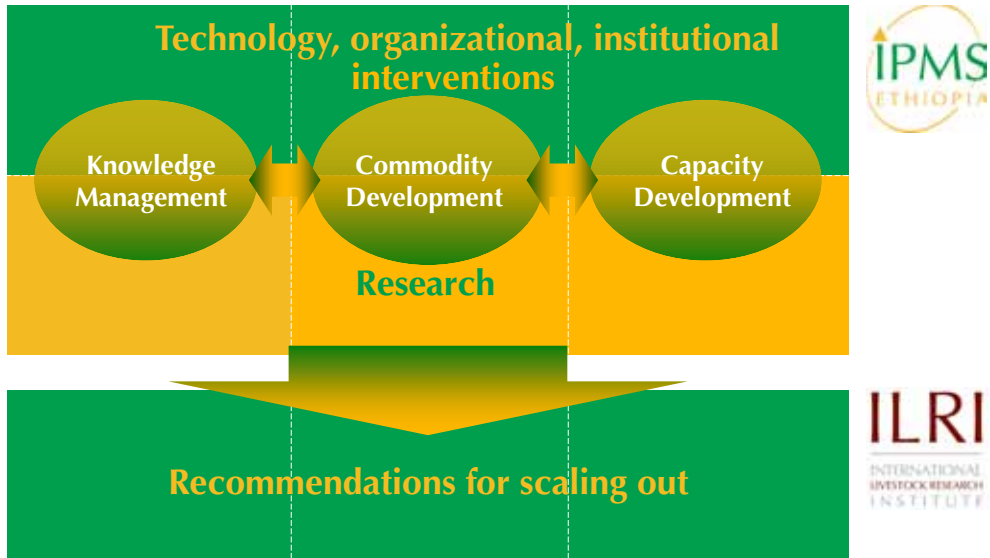 Technology, organizational, institutional
interventions
IPMS
ETHIOPIA
Knowledge
Management
Commodity
Development
Capacity
Development
Research
ILRI
INTERNATIONAL
LIVESTOCK RESEARCH
INSTITUTE
Recommendations for scaling out